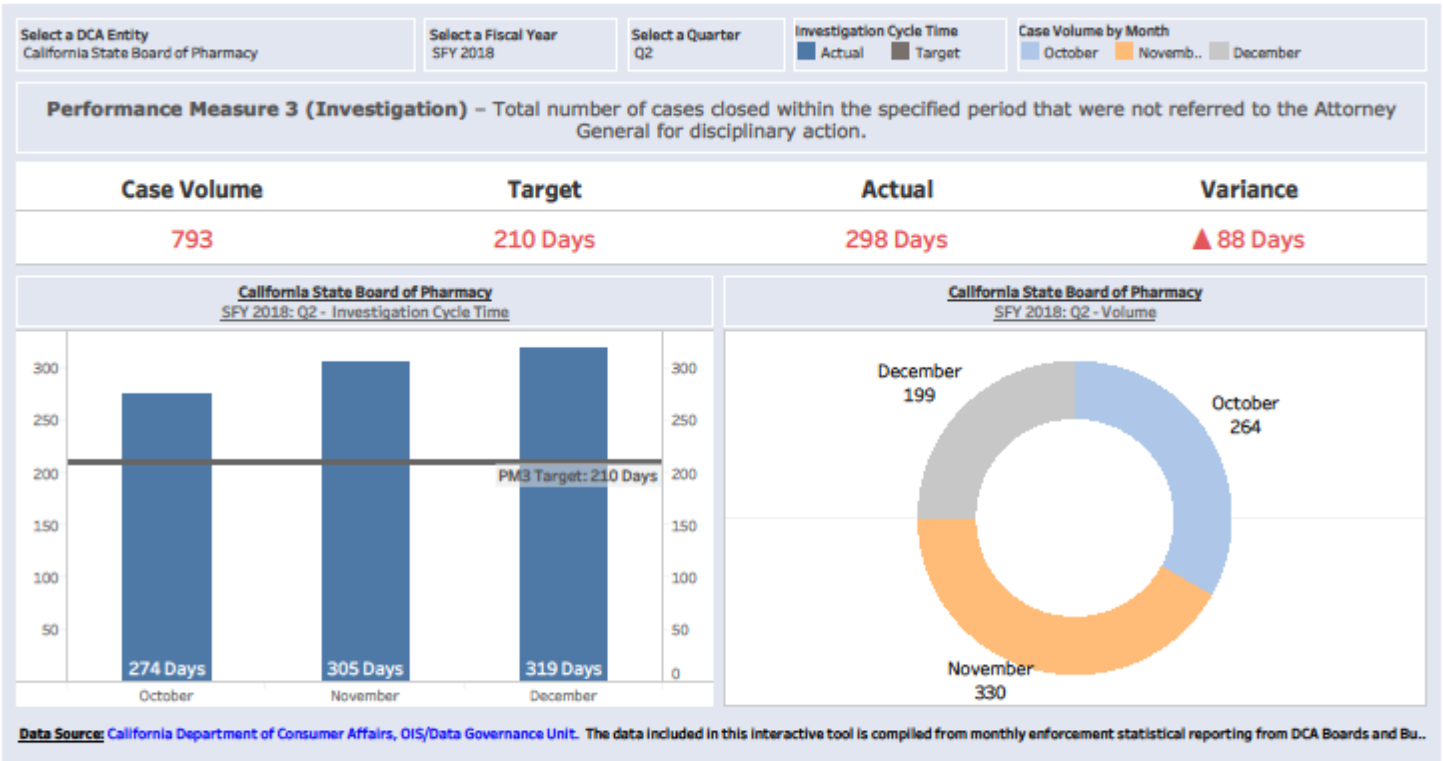 Select a DCA Entity
California State Board of Pharmacy
Select a Fiscal Year
SFY 2018
Select a Quarter
Q2
Investigation Cycle Time
Actual Target
Case Volume by Month
October Novemb.. December
Performance Measure 3 (Investigation) – Total number of cases closed within the specified period that were not referred to the Attorney
General for disciplinary action.
Case Volume Target Actual Variance
793 210 Days 298 Days ▲ 88 Days
California State Board of Pharmacy
SFY 2018: Q2 - Investigation Cycle Time
300 300
250 250
200 PM3 Target: 210 Days 200
150 150
100 100
50 50
274 Days 305 Days 319 Days 0
October November December
California State Board of Pharmacy
SFY 2018: Q2 - Volume
December
199
October
264
November
330
Data Source: California Department of Consumer Affairs, OIS/Data Governance Unit. The data included in this interactive tool is compiled from monthly enforcement statistical reporting from DCA Boards and Bu..